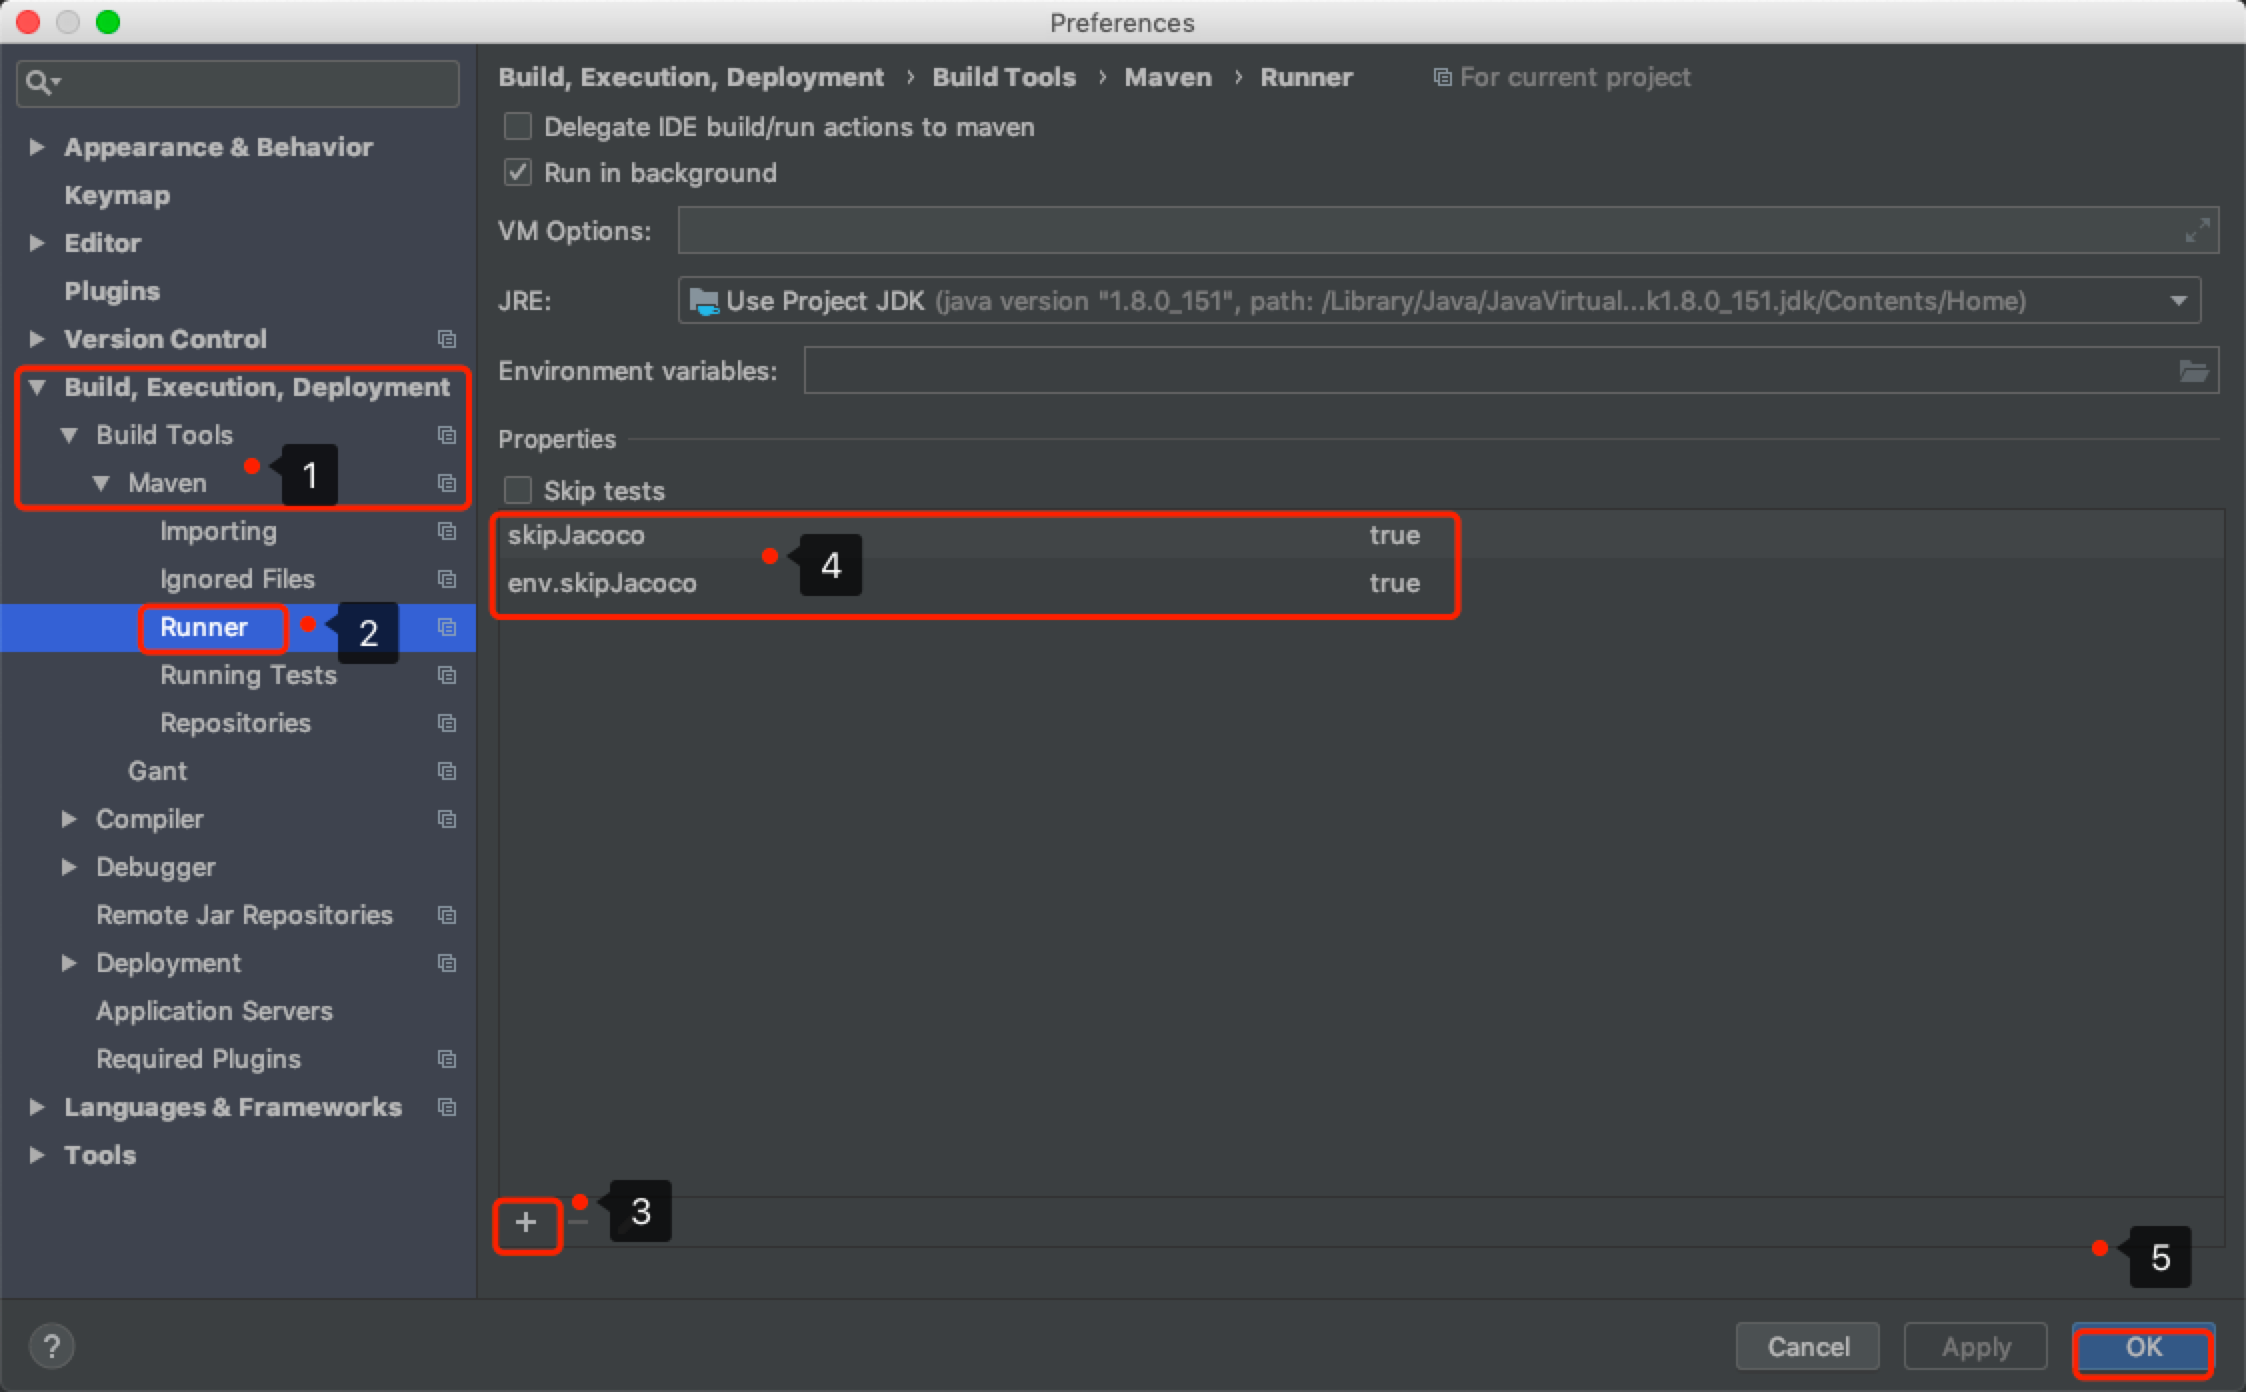 Preferences
Appearance & Behavior
Keymap
Editor
Plugins
Version Control
Build, Execution, Deployment
Build Tools
1
Maven
Importing
Ignored Files
Runner
2
Running Tests
Repositories
Gant
Compiler
Debugger
Remote Jar Repositories
Deployment
Application Servers
Required Plugins
Languages & Frameworks
Tools
Build, Execution, Deployment › Build Tools › Maven › Runner For current project
Delegate IDE build/run actions to maven
Run in background
VM Options:
JRE: Use Project JDK (java version "1.8.0_151", path: /Library/Java/JavaVirtual...k1.8.0_151.jdk/Contents/Home)
Environment variables:
Properties
Skip tests
skipJacoco true
4
env.skipJacoco true
+ − 3
5
? Cancel Apply OK